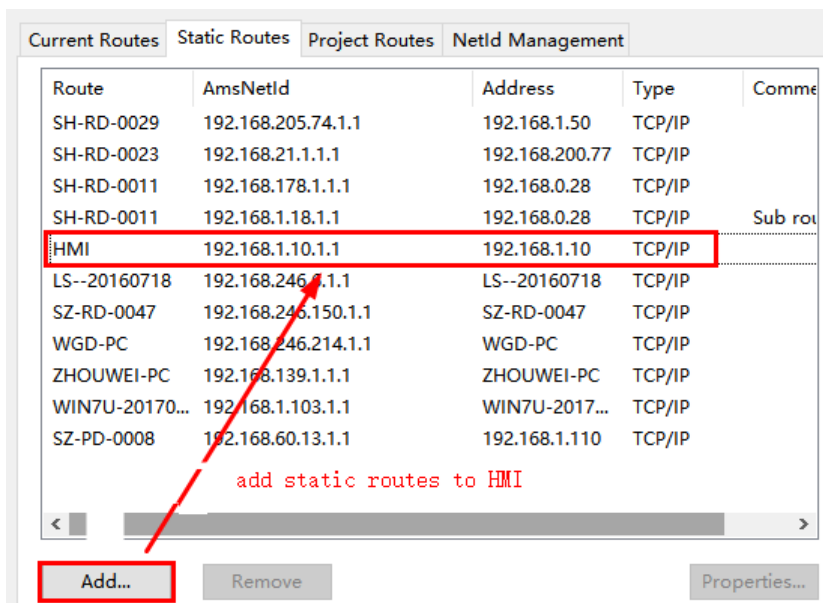 Current Routes Static Routes Project Routes NetId Management
Route AmsNetId Address Type Comme
SH-RD-0029 192.168.205.74.1.1 192.168.1.50 TCP/IP
SH-RD-0023 192.168.21.1.1.1 192.168.200.77 TCP/IP
SH-RD-0011 192.168.178.1.1.1 192.168.0.28 TCP/IP
SH-RD-0011 192.168.1.18.1.1 192.168.0.28 TCP/IP Sub rou
HMI 192.168.1.10.1.1 192.168.1.10 TCP/IP
LS--20160718 LS--20160718 TCP/IP
SZ-RD-0047 192.168.246.150.1.1 SZ-RD-0047 TCP/IP
WGD-PC 192.168.246.214.1.1 WGD-PC TCP/IP
ZHOUWEI-PC 192.168.139.1.1.1 ZHOUWEI-PC TCP/IP
WIN7U-20170... 192.168.1.103.1.1 WIN7U-2017... TCP/IP
SZ-PD-0008 192.168.60.13.1.1 192.168.1.110 TCP/IP
add static routes to HMI
Add... Remove Properties...